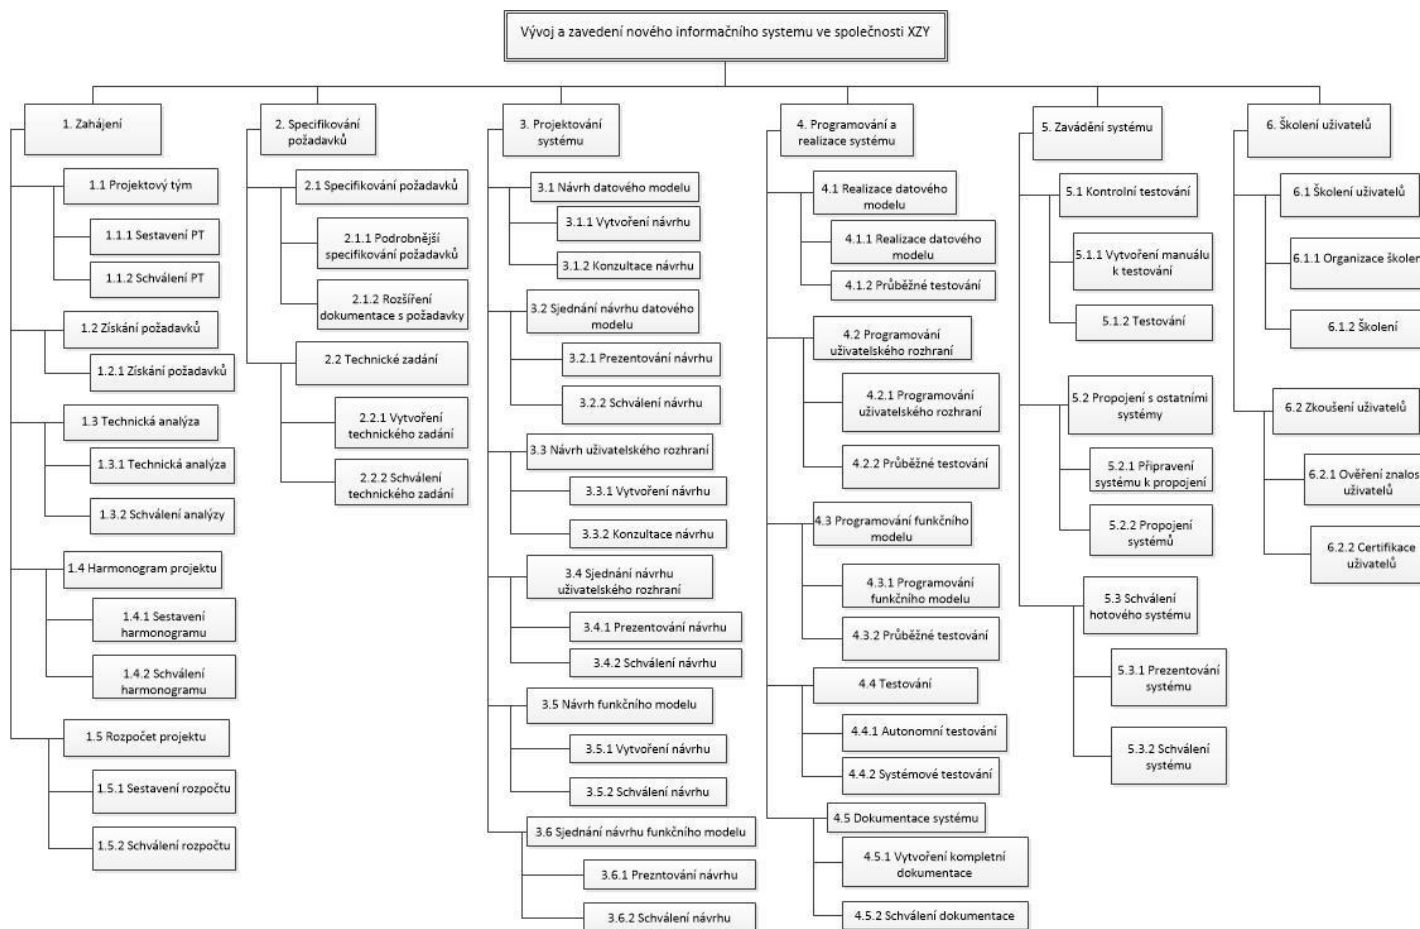 Vývoj a zavedení nového informačního systemu ve společnosti XZY
1. Zahájení
1.1 Projektový tým
1.1.1 Sestavení PT
1.1.2 Schválení PT
1.2 Získání požadavků
1.2.1 Získání požadavků
1.3 Technická analýza
1.3.1 Technická analýza
1.3.2 Schválení analýzy
1.4 Harmonogram projektu
1.4.1 Sestavení
harmonogramu
1.4.2 Schválení
harmonogramu
1.5 Rozpočet projektu
1.5.1 Sestavení rozpočtu
1.5.2 Schválení rozpočtu
2. Specifikování
požadavků
2.1 Specifikování požadavků
2.1.1 Podrobnější
specifikování požadavků
2.1.2 Rozšíření
dokumentace s požadavky
2.2 Technické zadání
2.2.1 Vytvoření
technického zadání
2.2.2 Schválení
technického zadání
3. Projektování
systému
3.1 Návrh datového modelu
3.1.1 Vytvoření návrhu
3.1.2 Konzultace návrhu
3.2 Sjednání návrhu datového
modelu
3.2.1 Prezentování návrhu
3.2.2 Schválení návrhu
3.3 Návrh uživatelského rozhraní
3.3.1 Vytvoření návrhu
3.3.2 Konzultace návrhu
3.4 Sjednání návrhu
uživatelského rozhraní
3.4.1 Prezentování návrhu
3.4.2 Schválení návrhu
3.5 Návrh funkčního modelu
3.5.1 Vytvoření návrhu
3.5.2 Schválení návrhu
3.6 Sjednání návrhu funkčního modelu
3.6.1 Prezntování návrhu
3.6.2 Schválení návrhu
4. Programování a
realizace systému
4.1 Realizace datového
modelu
4.1.1 Realizace datového
modelu
4.1.2 Průběžné testování
4.2 Programování
uživatelského rozhraní
4.2.1 Programování
uživatelského rozhraní
4.2.2 Průběžné testování
4.3 Programování funkčního
modelu
4.3.1 Programování
funkčního modelu
4.3.2 Průběžné testování
4.4 Testování
4.4.1 Autonomní testování
4.4.2 Systémové testování
4.5 Dokumentace systému
4.5.1 Vytvoření kompletní
dokumentace
4.5.2 Schválení dokumentace
5. Zavádění systému
5.1 Kontrolní testování
5.1.1 Vytvoření manuálu
k testování
5.1.2 Testování
5.2 Propojení s ostatními
systémy
5.2.1 Připravení
systému k propojení
5.2.2 Propojení
systémů
5.3 Schválení
hotového systému
5.3.1 Prezentování
systému
5.3.2 Schválení
systému
6. Školení uživatelů
6.1 Školení uživatelů
6.1.1 Organizace školen
6.1.2 Školení
6.2 Zkoušení uživatelů
6.2.1 Ověření znalos
uživatelů
6.2.2 Certifikace
uživatelů